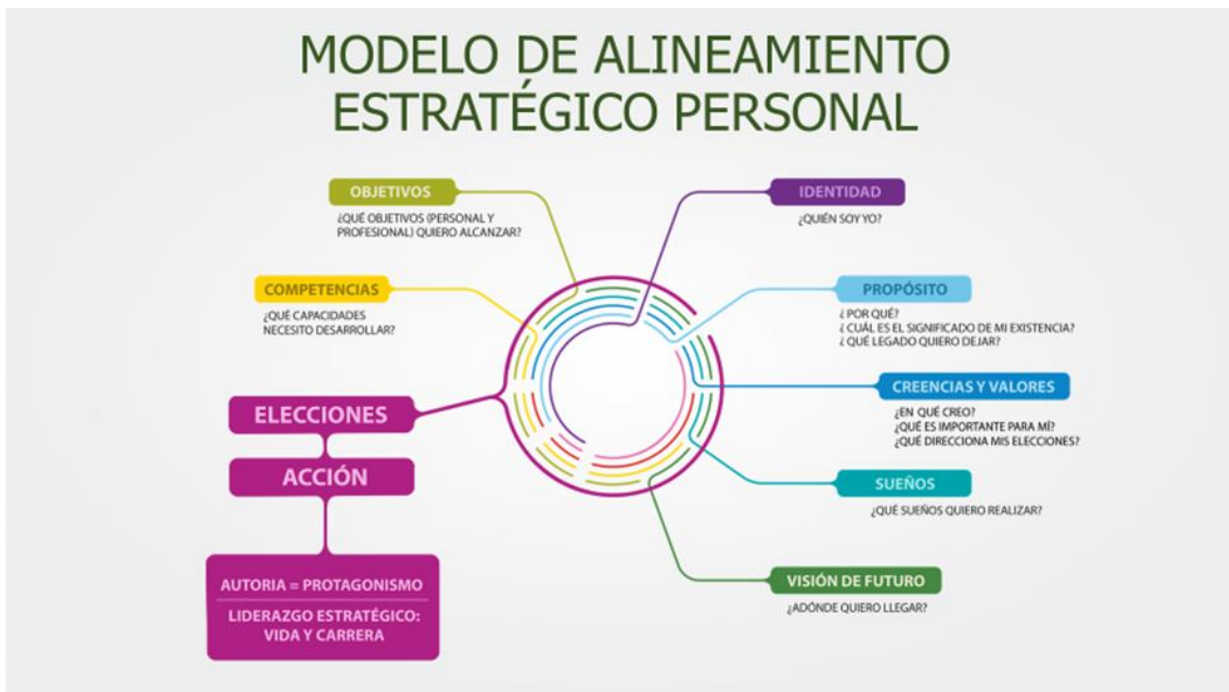 MODELO DE ALINEAMIENTO
ESTRATÉGICO PERSONAL
OBJETIVOS
¿QUÉ OBJETIVOS (PERSONAL Y
PROFESIONAL) QUIERO ALCANZAR?
IDENTIDAD
¿QUIÉN SOY YO?
COMPETENCIAS
¿QUÉ CAPACIDADES
NECESITO DESARROLLAR?
PROPÓSITO
¿ POR QUÉ?
¿ CUÁL ES EL SIGNIFICADO DE MI EXISTENCIA?
¿ QUÉ LEGADO QUIERO DEJAR?
CREENCIAS Y VALORES
¿EN QUÉ CREO?
¿QUÉ ES IMPORTANTE PARA MÍ?
¿QUÉ DIRECCIONA MIS ELECCIONES?
ELECCIONES
ACCIÓN
SUEÑOS
¿QUÉ SUEÑOS QUIERO REALIZAR?
AUTORIA = PROTAGONISMO
LIDERAZGO ESTRATÉGICO:
VIDA Y CARRERA
VISIÓN DE FUTURO
¿ADÓNDE QUIERO LLEGAR?